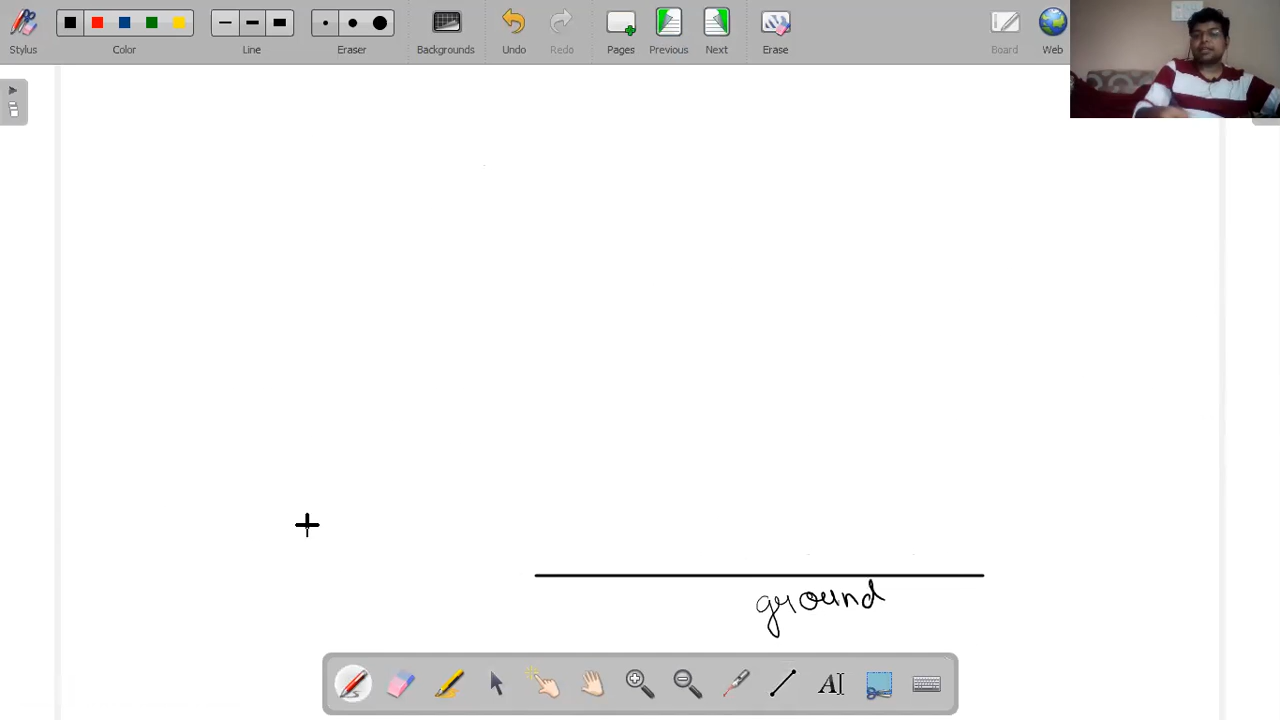 Stylus
Color
Line
Eraser
Backgrounds
Undo
Redo
Pages
Previous
Next
Erase
Board
Web
ground